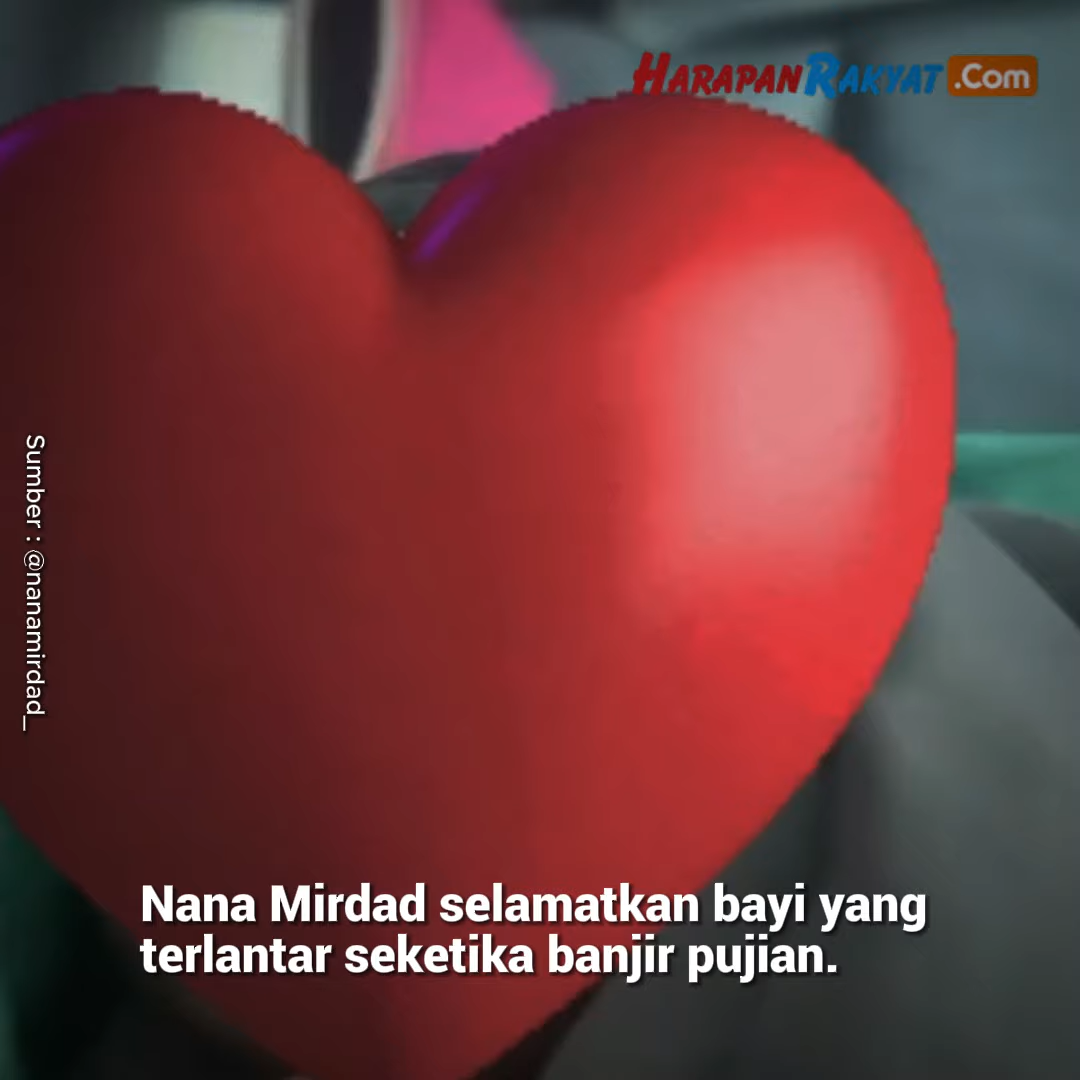 HARAPANRAKYAT.Com
Sumber : @nanamirdad_
Nana Mirdad selamatkan bayi yang
terlantar seketika banjir pujian.